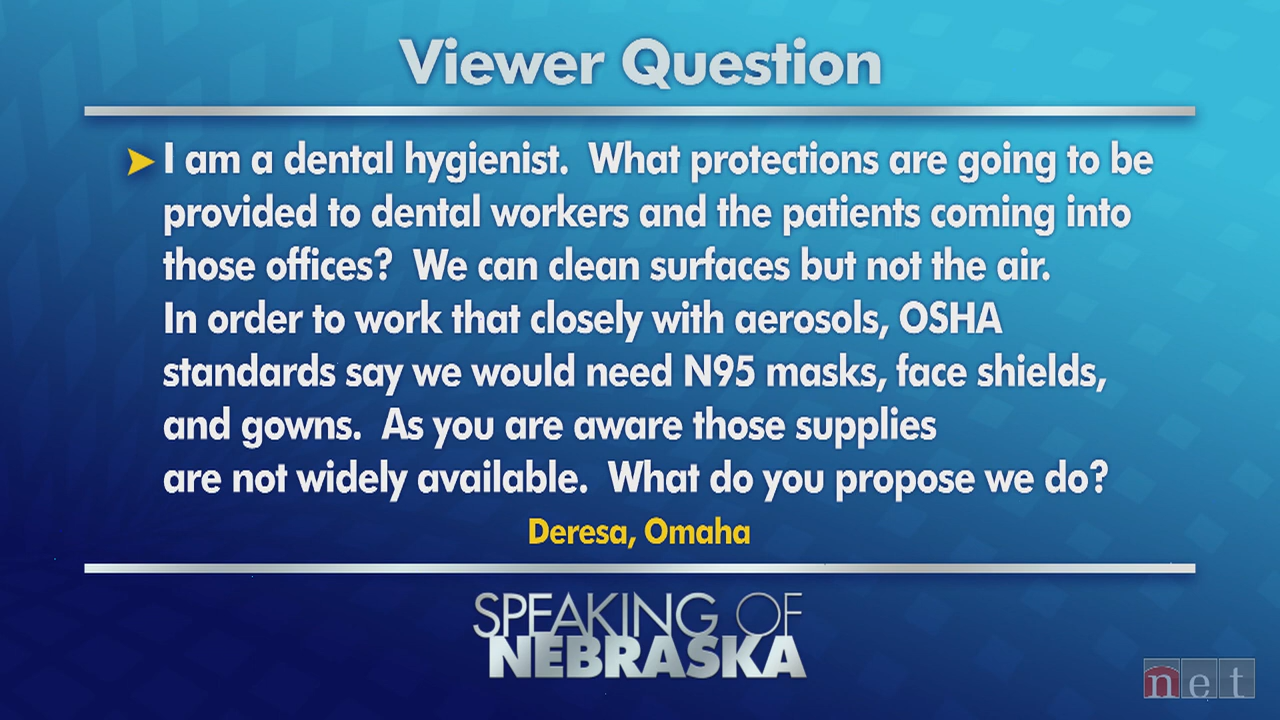 Viewer Question
➤ I am a dental hygienist.  What protections are going to be
provided to dental workers and the patients coming into
those offices?  We can clean surfaces but not the air.
In order to work that closely with aerosols, OSHA
standards say we would need N95 masks, face shields,
and gowns.  As you are aware those supplies
are not widely available.  What do you propose we do?
Deresa, Omaha
SPEAKING OF
NEBRASKA
net